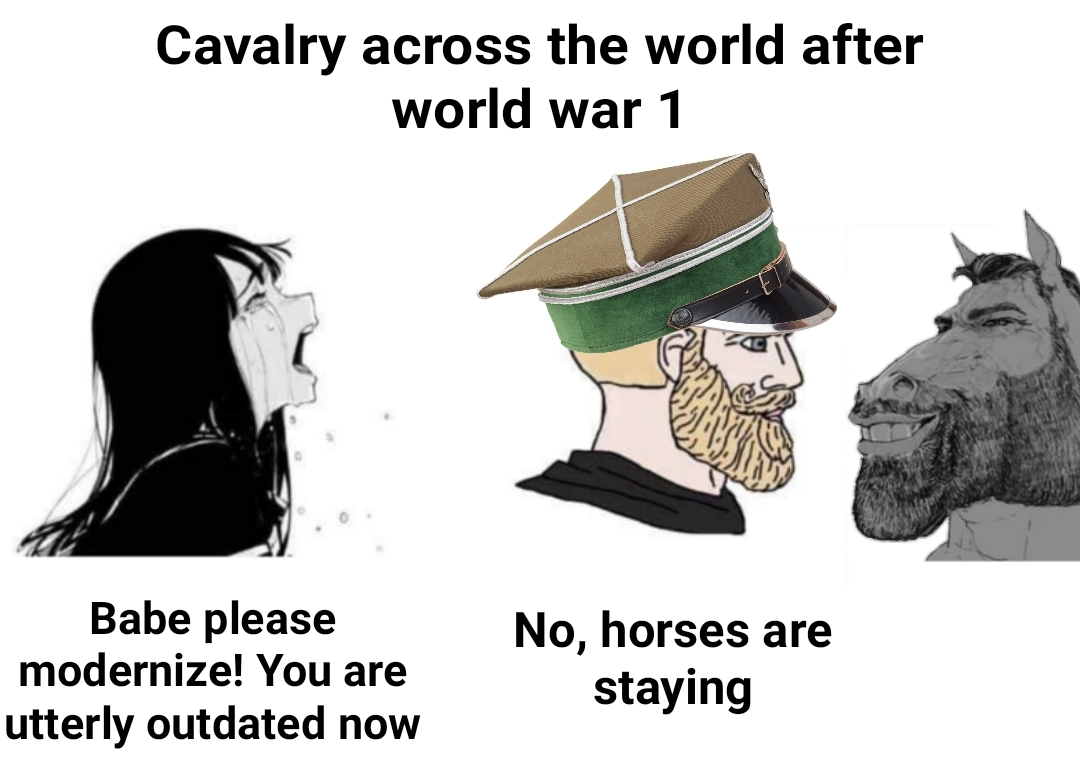 Cavalry across the world after
world war 1
Babe please
modernize! You are
utterly outdated now
No, horses are
staying